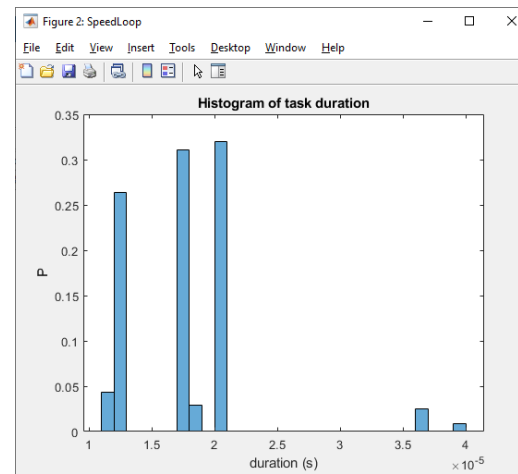 Figure 2: SpeedLoop
File Edit View Insert Tools Desktop Window Help
Histogram of task duration
0.35
0.3
0.25
0.2
0.15
0.1
0.05
0
P
1 1.5 2 2.5 3 3.5 4
duration (s)
× 10⁻⁵